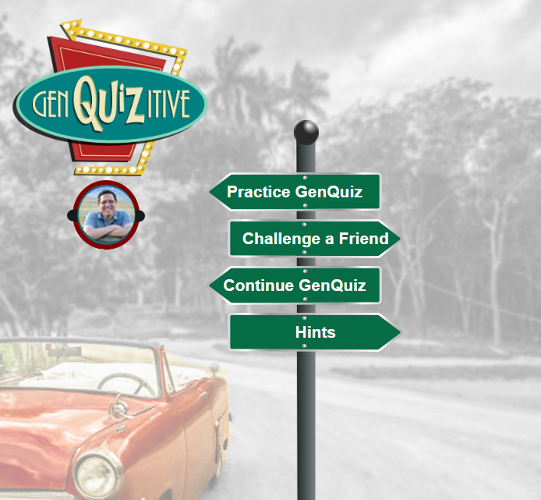 GENQUIZITIVE
Practice GenQuiz
Challenge a Friend
Continue GenQuiz
Hints